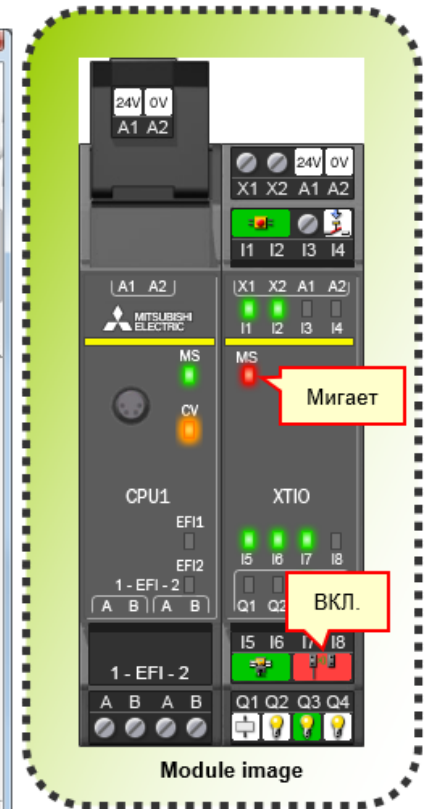 24V 0V
A1 A2
24V 0V
X1 X2 A1 A2
I1 I2 I3 I4
A1 A2
X1 X2 A1 A2
MITSUBISHI
ELECTRIC
I1 I2 I3 I4
MS
MS
Мигает
CV
CPU1
XTIO
EFI1
EFI2
I5 I6 I7 I8
1 - EFI - 2
A B A B
Q1
ВКЛ.
I5 I6 I7 I8
1 - EFI - 2
A B A B
Q1 Q2 Q3 Q4
Module image